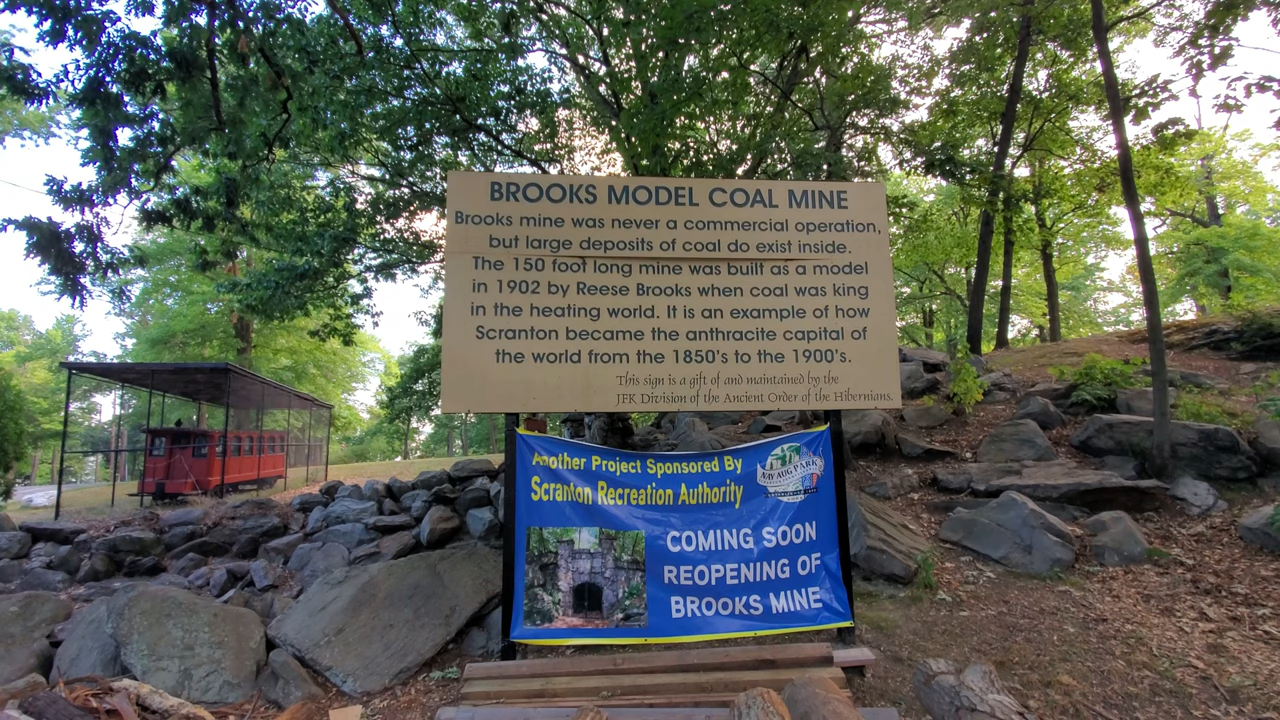 BROOKS MODEL COAL MINE
Brooks mine was never a commercial operation,
but large deposits of coal do exist inside.
The 150 foot long mine was built as a model
in 1902 by Reese Brooks when coal was king
in the heating world. It is an example of how
Scranton became the anthracite capital of
the world from the 1850's to the 1900's.
This sign is a gift of and maintained by the
JFK Division of the Ancient Order of the Hibernians.
Another Project Sponsored By
Scranton Recreation Authority
NAY AUG PARK
COMING SOON
REOPENING OF
BROOKS MINE